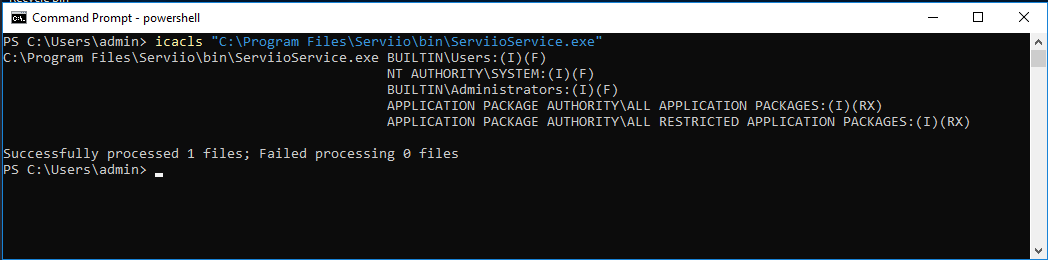 Command Prompt - powershell
PS C:\Users\admin> icacls "C:\Program Files\Serviio\bin\ServiioService.exe"
C:\Program Files\Serviio\bin\ServiioService.exe BUILTIN\Users:(I)(F)
NT AUTHORITY\SYSTEM:(I)(F)
BUILTIN\Administrators:(I)(F)
APPLICATION PACKAGE AUTHORITY\ALL APPLICATION PACKAGES:(I)(RX)
APPLICATION PACKAGE AUTHORITY\ALL RESTRICTED APPLICATION PACKAGES:(I)(RX)
Successfully processed 1 files; Failed processing 0 files
PS C:\Users\admin>